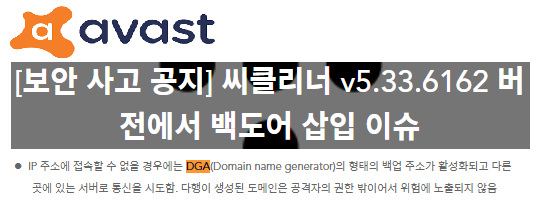 avast
[보안 사고 공지] 씨클리너 v5.33.6162 버
전에서 백도어 삽입 이슈
● IP 주소에 접속할 수 없을 경우에는 DGA(Domain name generator)의 형태의 백업 주소가 활성화되고 다른
곳에 있는 서버로 통신을 시도함. 다행이 생성된 도메인은 공격자의 권한 밖이어서 위험에 노출되지 않음